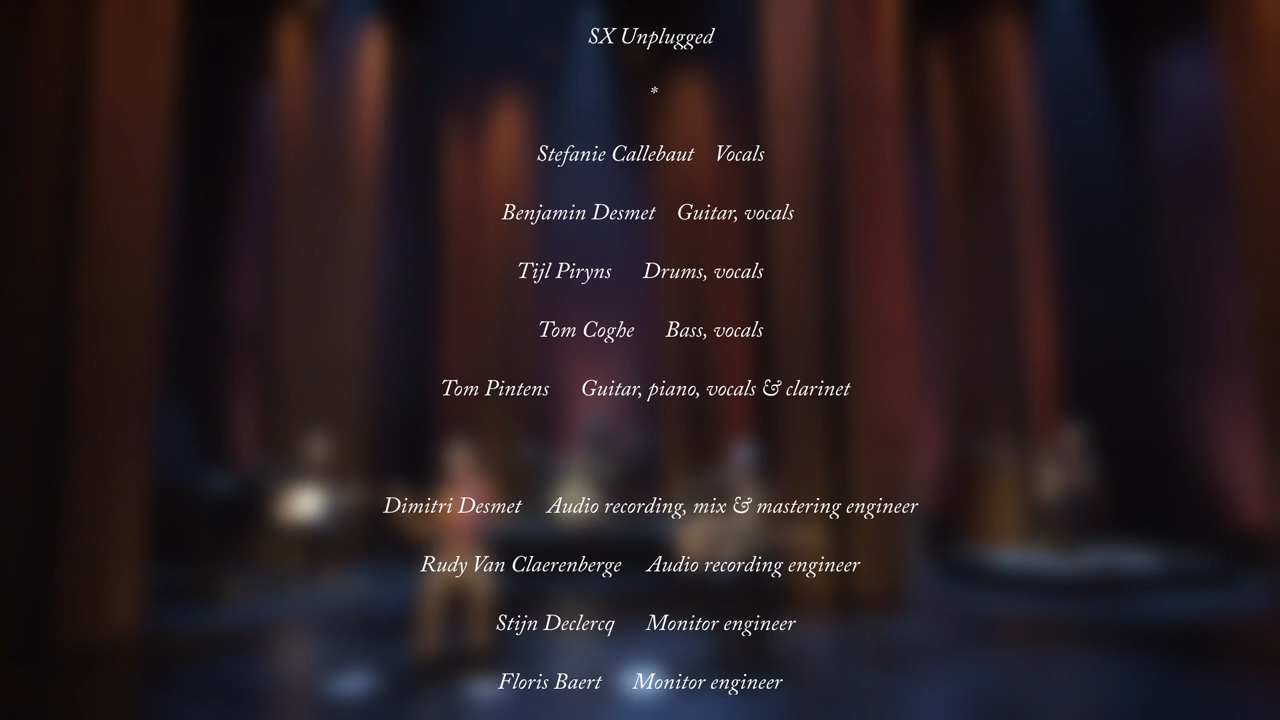 SX Unplugged
*
Stefanie Callebaut Vocals
Benjamin Desmet Guitar, vocals
Tijl Piryns Drums, vocals
Tom Coghe Bass, vocals
Tom Pintens Guitar, piano, vocals & clarinet
Dimitri Desmet Audio recording, mix & mastering engineer
Rudy Van Claerenberge Audio recording engineer
Stijn Declercq Monitor engineer
Floris Baert Monitor engineer